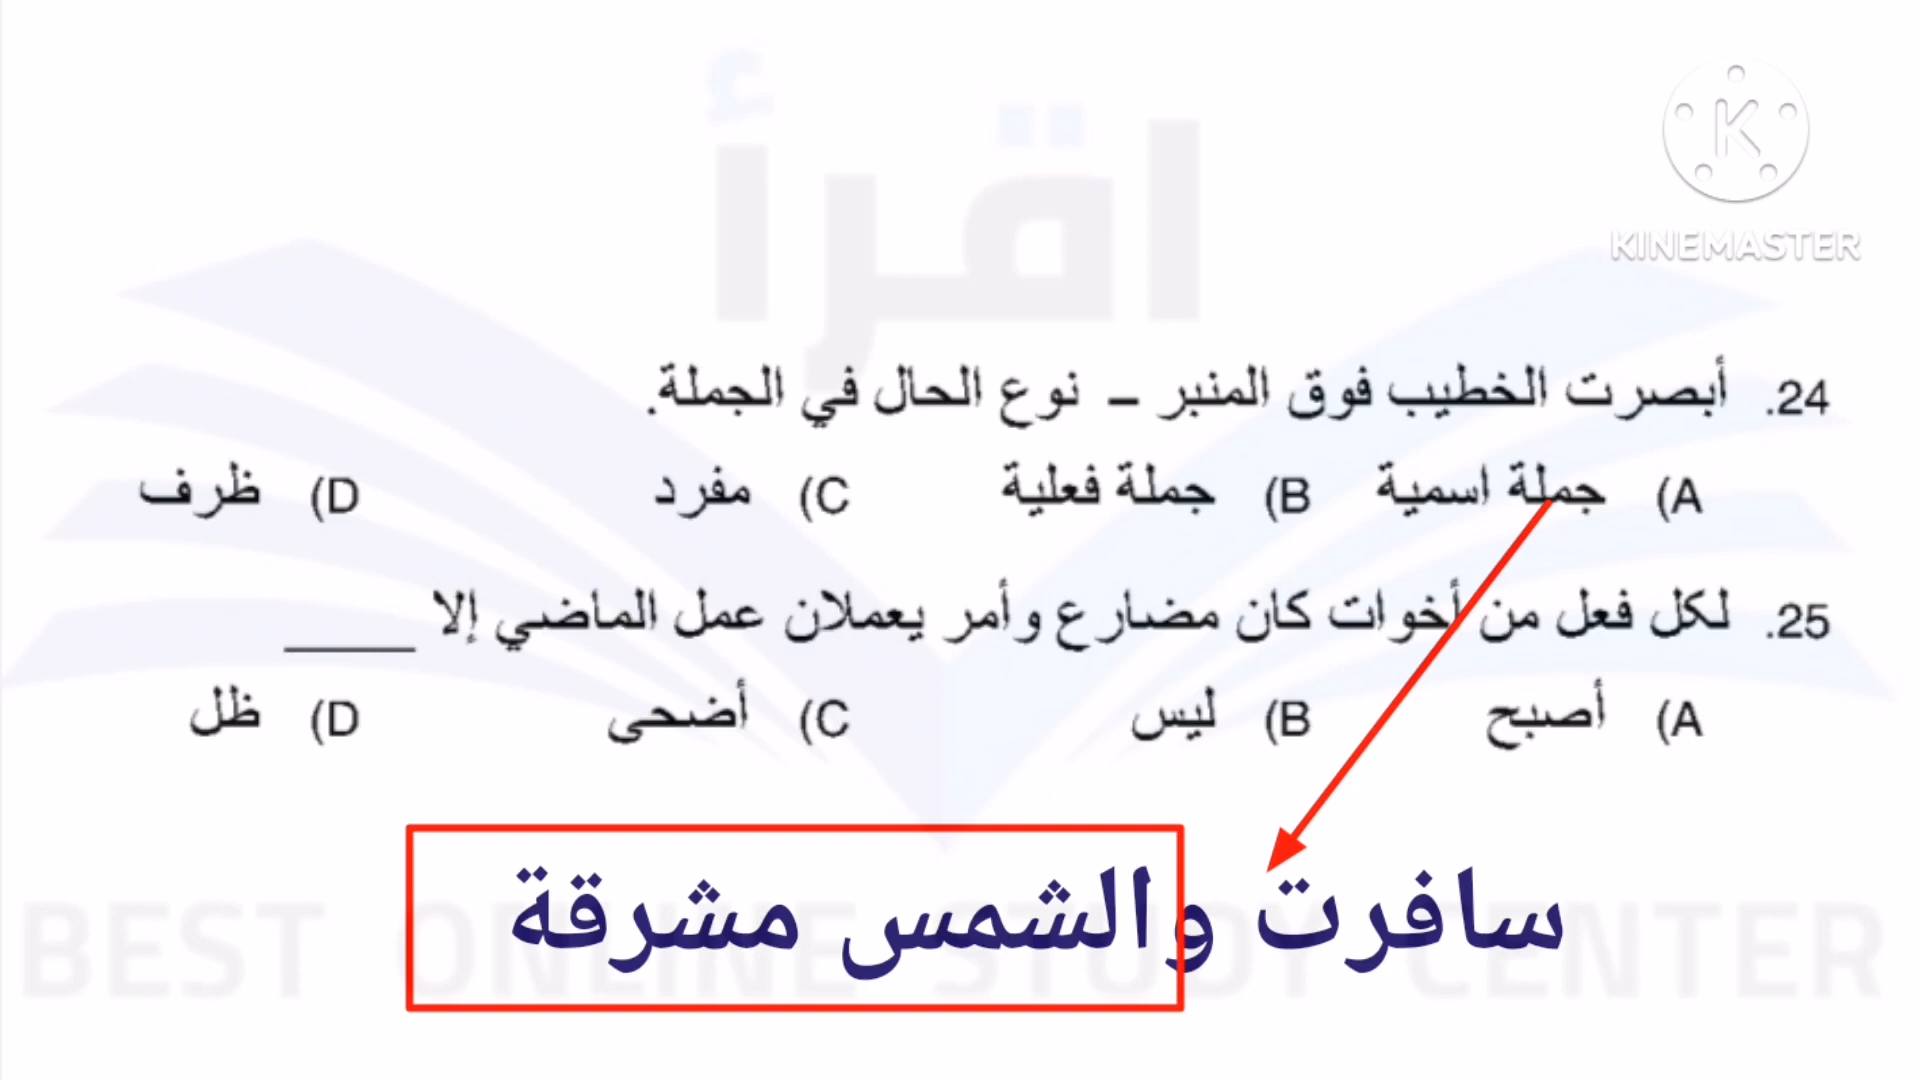 اقرأ
KINEMASTER
24. أبصرت الخطيب فوق المنبر – نوع الحال في الجملة.
A) جملة اسمية B) جملة فعلية C) مفرد D) ظرف
25. لكل فعل من أخوات كان مضارع وأمر يعملان عمل الماضي إلا _____
A) أصبح B) ليس C) أضحى D) ظل
سافرت والشمس مشرقة
BEST ONLINE STUDY CENTER